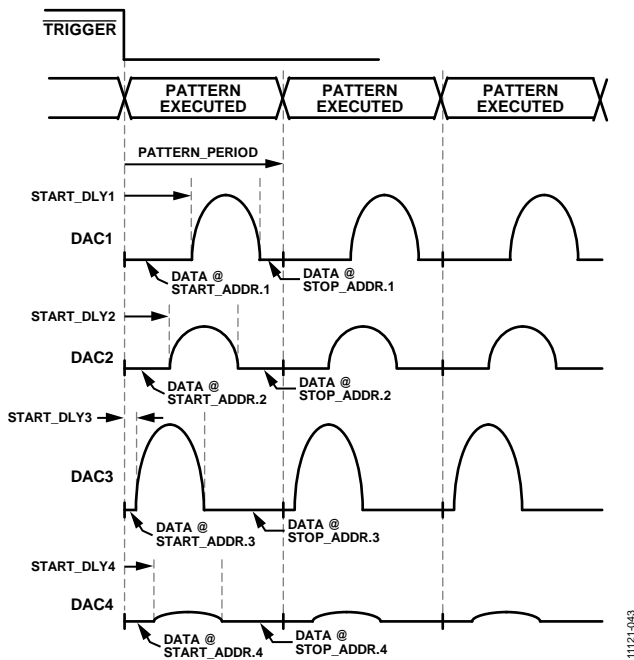 TRIGGER
PATTERN
EXECUTED
PATTERN
EXECUTED
PATTERN
EXECUTED
PATTERN_PERIOD
START_DLY1
DAC1
DATA @
START_ADDR.1
DATA @
STOP_ADDR.1
START_DLY2
DAC2
DATA @
START_ADDR.2
DATA @
STOP_ADDR.2
START_DLY3
DAC3
DATA @
START_ADDR.3
DATA @
STOP_ADDR.3
START_DLY4
DAC4
DATA @
START_ADDR.4
DATA @
STOP_ADDR.4
11121-043